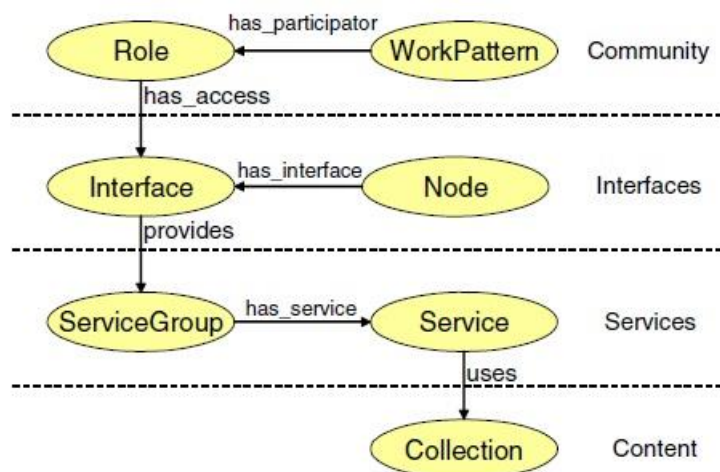 has_participator
Role
WorkPattern
Community
has_access
has_interface
Interface
Node
Interfaces
provides
has_service
ServiceGroup
Service
Services
uses
Collection
Content